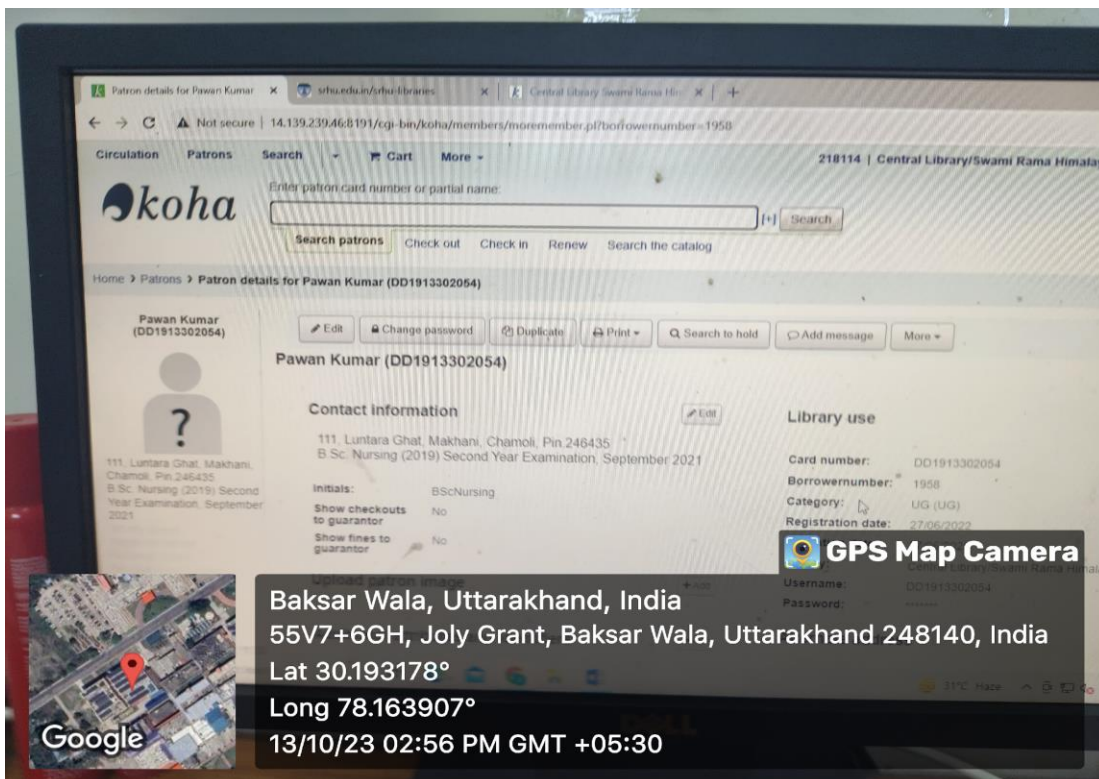 Patron details for Pawan Kumar
srhu.edu.in/srhu-libraries
Central Library Swami Rama Him
Not secure | 14.139.239.46:8191/cgi-bin/koha/members/moremember.pl?borrowernumber=1958
Circulation Patrons Search Cart More
218114 | Central Library/Swami Rama Himala
koha
Enter patron card number or partial name:
[+] Search
Search patrons Check out Check in Renew Search the catalog
Home > Patrons > Patron details for Pawan Kumar (DD1913302054)
Pawan Kumar
(DD1913302054)
?
111, Luntara Ghat, Makhani,
Chamoli, Pin.246435
B.Sc. Nursing (2019) Second
Year Examination, September
2021
Edit Change password Duplicate Print Search to hold Add message More
Pawan Kumar (DD1913302054)
Contact information
Edit
111, Luntara Ghat, Makhani, Chamoli, Pin.246435
B.Sc. Nursing (2019) Second Year Examination, September 2021
Initials: BScNursing
Show checkouts
to guarantor
No
Show fines to
guarantor
No
Upload patron image
+ Add
Library use
Card number: DD1913302054
Borrowernumber: 1958
Category: UG (UG)
Registration date: 27/06/2022
Central Library/Swami Rama Himal
Username: DD1913302054
Password: *******
31°C Haze
DELL
GPS Map Camera
Google
Baksar Wala, Uttarakhand, India
55V7+6GH, Joly Grant, Baksar Wala, Uttarakhand 248140, India
Lat 30.193178°
Long 78.163907°
13/10/23 02:56 PM GMT +05:30